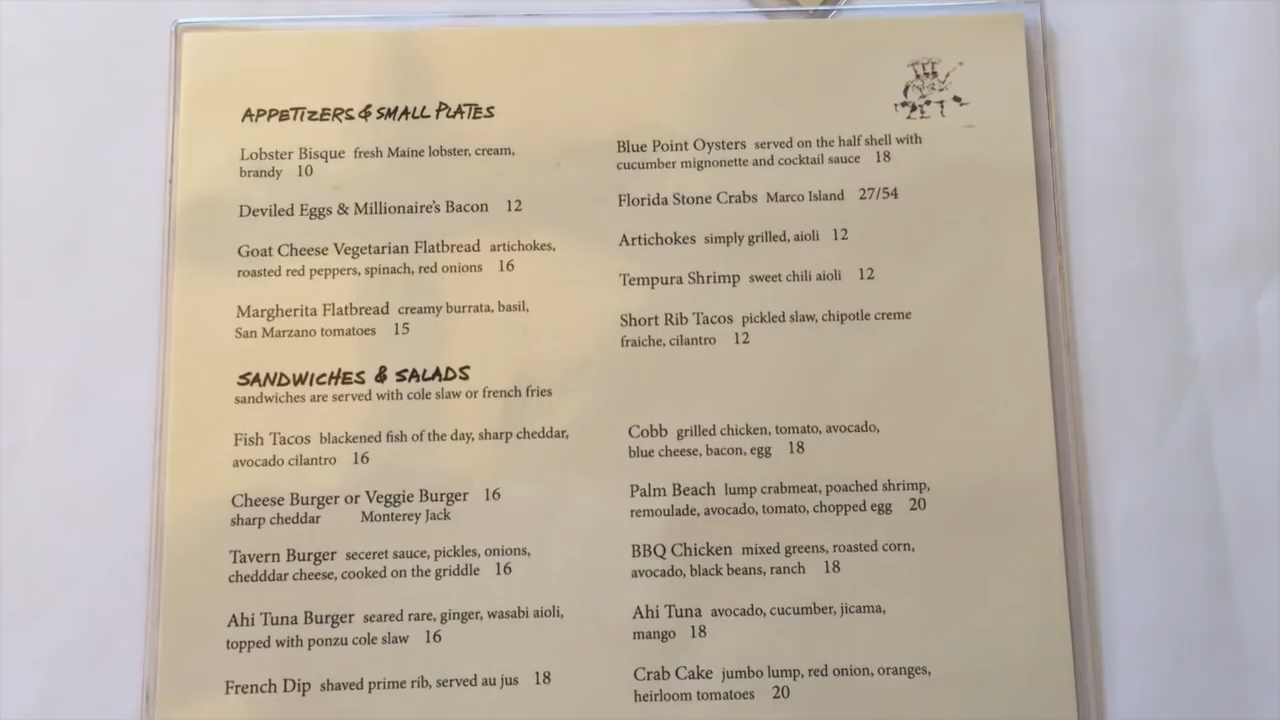 APPETIZERS & SMALL PLATES
Lobster Bisque fresh Maine lobster, cream,
brandy 10
Deviled Eggs & Millionaire's Bacon 12
Goat Cheese Vegetarian Flatbread artichokes,
roasted red peppers, spinach, red onions 16
Margherita Flatbread creamy burrata, basil,
San Marzano tomatoes 15
Blue Point Oysters served on the half shell with
cucumber mignonette and cocktail sauce 18
Florida Stone Crabs Marco Island 27/54
Artichokes simply grilled, aioli 12
Tempura Shrimp sweet chili aioli 12
Short Rib Tacos pickled slaw, chipotle creme
fraiche, cilantro 12
SANDWICHES & SALADS
sandwiches are served with cole slaw or french fries
Fish Tacos blackened fish of the day, sharp cheddar,
avocado cilantro 16
Cheese Burger or Veggie Burger 16
sharp cheddar Monterey Jack
Tavern Burger seceret sauce, pickles, onions,
chedddar cheese, cooked on the griddle 16
Ahi Tuna Burger seared rare, ginger, wasabi aioli,
topped with ponzu cole slaw 16
French Dip shaved prime rib, served au jus 18
Cobb grilled chicken, tomato, avocado,
blue cheese, bacon, egg 18
Palm Beach lump crabmeat, poached shrimp,
remoulade, avocado, tomato, chopped egg 20
BBQ Chicken mixed greens, roasted corn,
avocado, black beans, ranch 18
Ahi Tuna avocado, cucumber, jicama,
mango 18
Crab Cake jumbo lump, red onion, oranges,
heirloom tomatoes 20